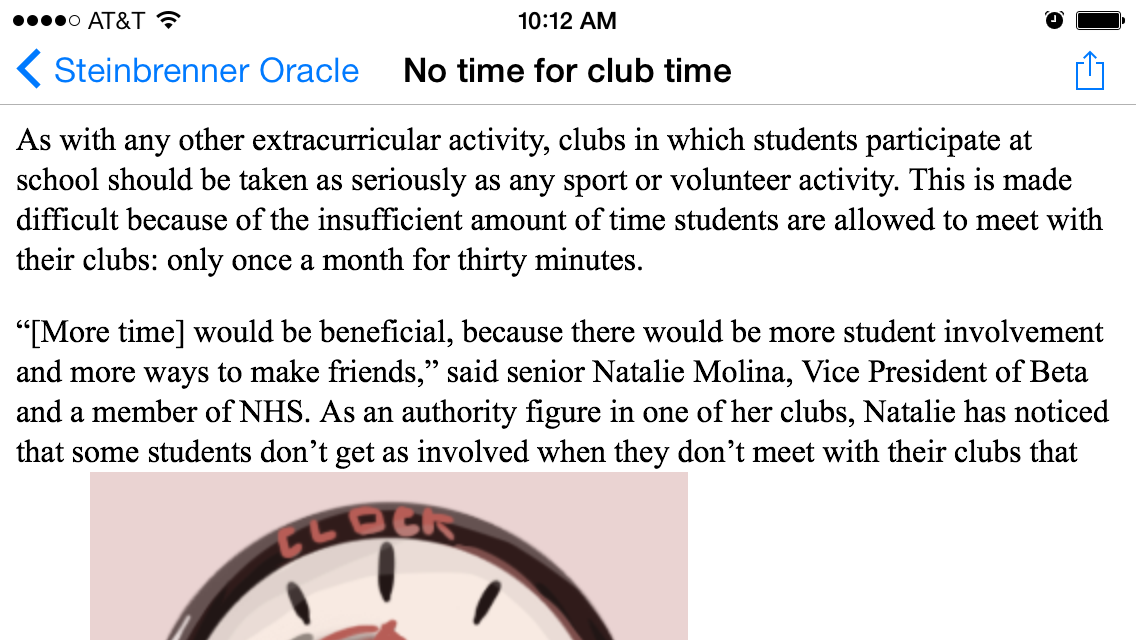 AT&T 10:12 AM
Steinbrenner Oracle No time for club time
As with any other extracurricular activity, clubs in which students participate at
school should be taken as seriously as any sport or volunteer activity. This is made
difficult because of the insufficient amount of time students are allowed to meet with
their clubs: only once a month for thirty minutes.
“[More time] would be beneficial, because there would be more student involvement
and more ways to make friends,” said senior Natalie Molina, Vice President of Beta
and a member of NHS. As an authority figure in one of her clubs, Natalie has noticed
that some students don’t get as involved when they don’t meet with their clubs that
CLOCK